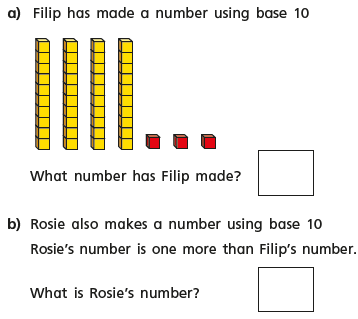 a) Filip has made a number using base 10
What number has Filip made?
b) Rosie also makes a number using base 10
Rosie's number is one more than Filip's number.
What is Rosie's number?